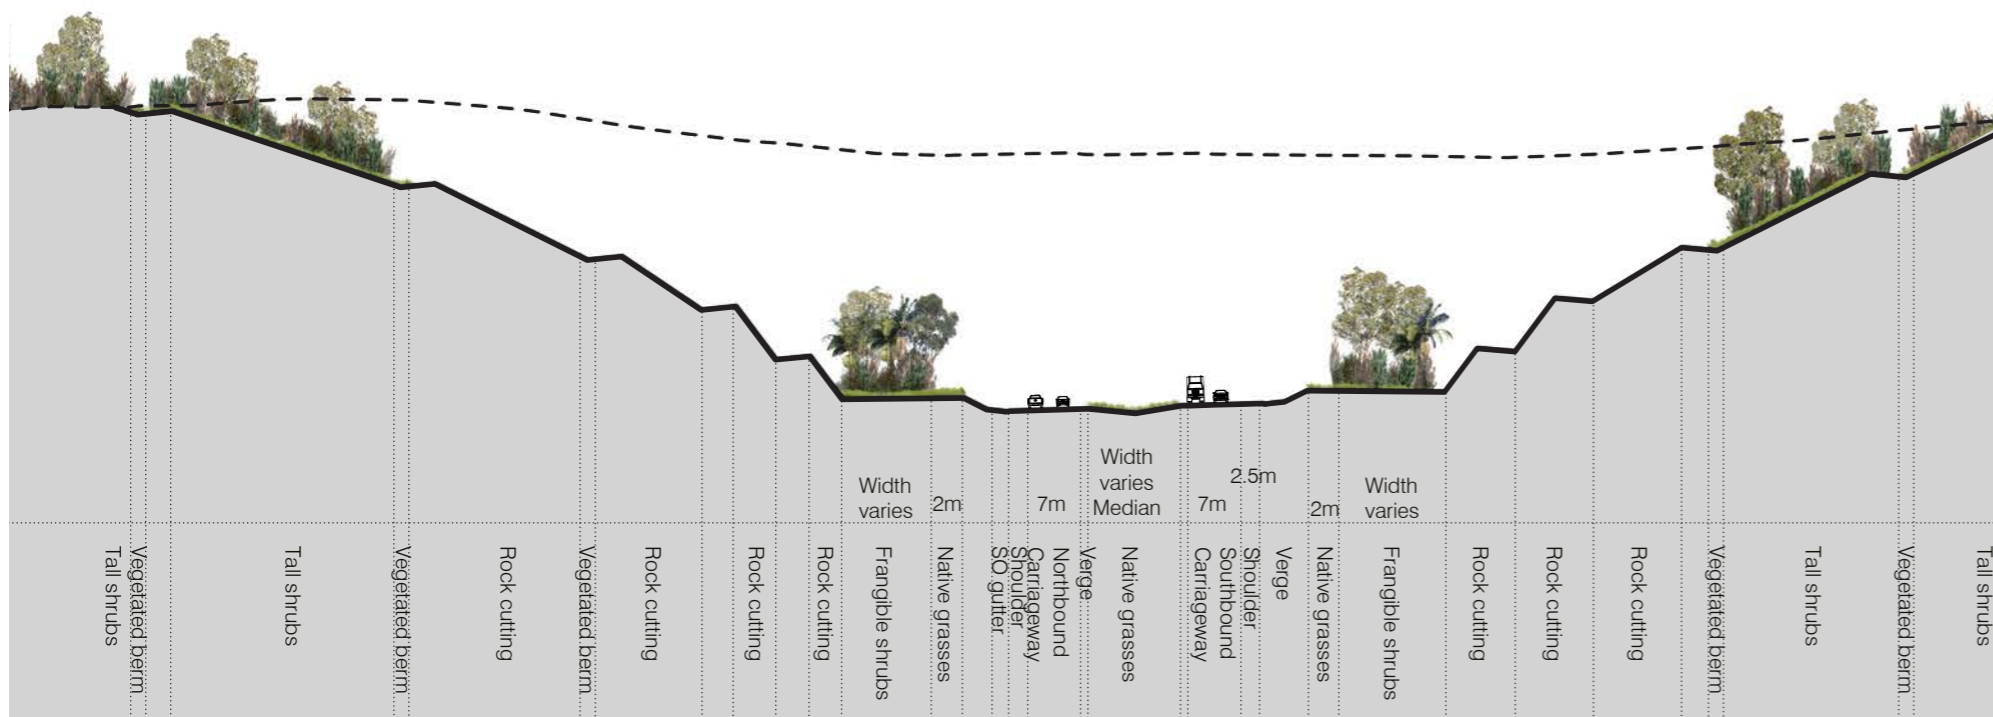 Width
varies
2m
7m
Width
varies
Median
7m
2.5m
2m
Width
varies
Tall shrubs
Vegetated berm
Tall shrubs
Vegetated berm
Rock cutting
Vegetated berm
Rock cutting
Rock cutting
Rock cutting
Frangible shrubs
Native grasses
SO gutter
Shoulder
Northbound
Carriageway
Verge
Native grasses
Southbound
Carriageway
Shoulder
Verge
Native grasses
Frangible shrubs
Rock cutting
Rock cutting
Rock cutting
Vegetated berm
Tall shrubs
Vegetated berm
Tall shrubs